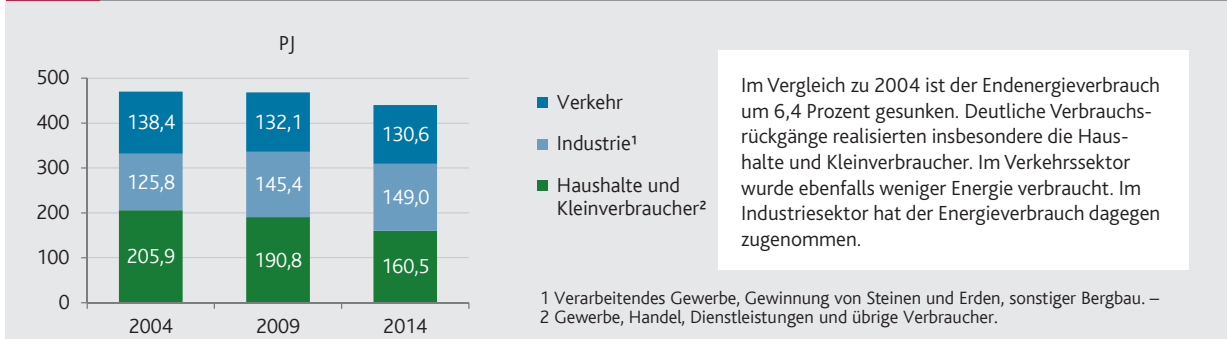 PJ
500
400
300
200
100
0
138,4
132,1
130,6
125,8
145,4
149,0
205,9
190,8
160,5
2004
2009
2014
Verkehr
Industrie¹
Haushalte und
Kleinverbraucher²
Im Vergleich zu 2004 ist der Endenergieverbrauch
um 6,4 Prozent gesunken. Deutliche Verbrauchs-
rückgänge realisierten insbesondere die Haus-
halte und Kleinverbraucher. Im Verkehrssektor
wurde ebenfalls weniger Energie verbraucht. Im
Industriesektor hat der Energieverbrauch dagegen
zugenommen.
1 Verarbeitendes Gewerbe, Gewinnung von Steinen und Erden, sonstiger Bergbau. –
2 Gewerbe, Handel, Dienstleistungen und übrige Verbraucher.